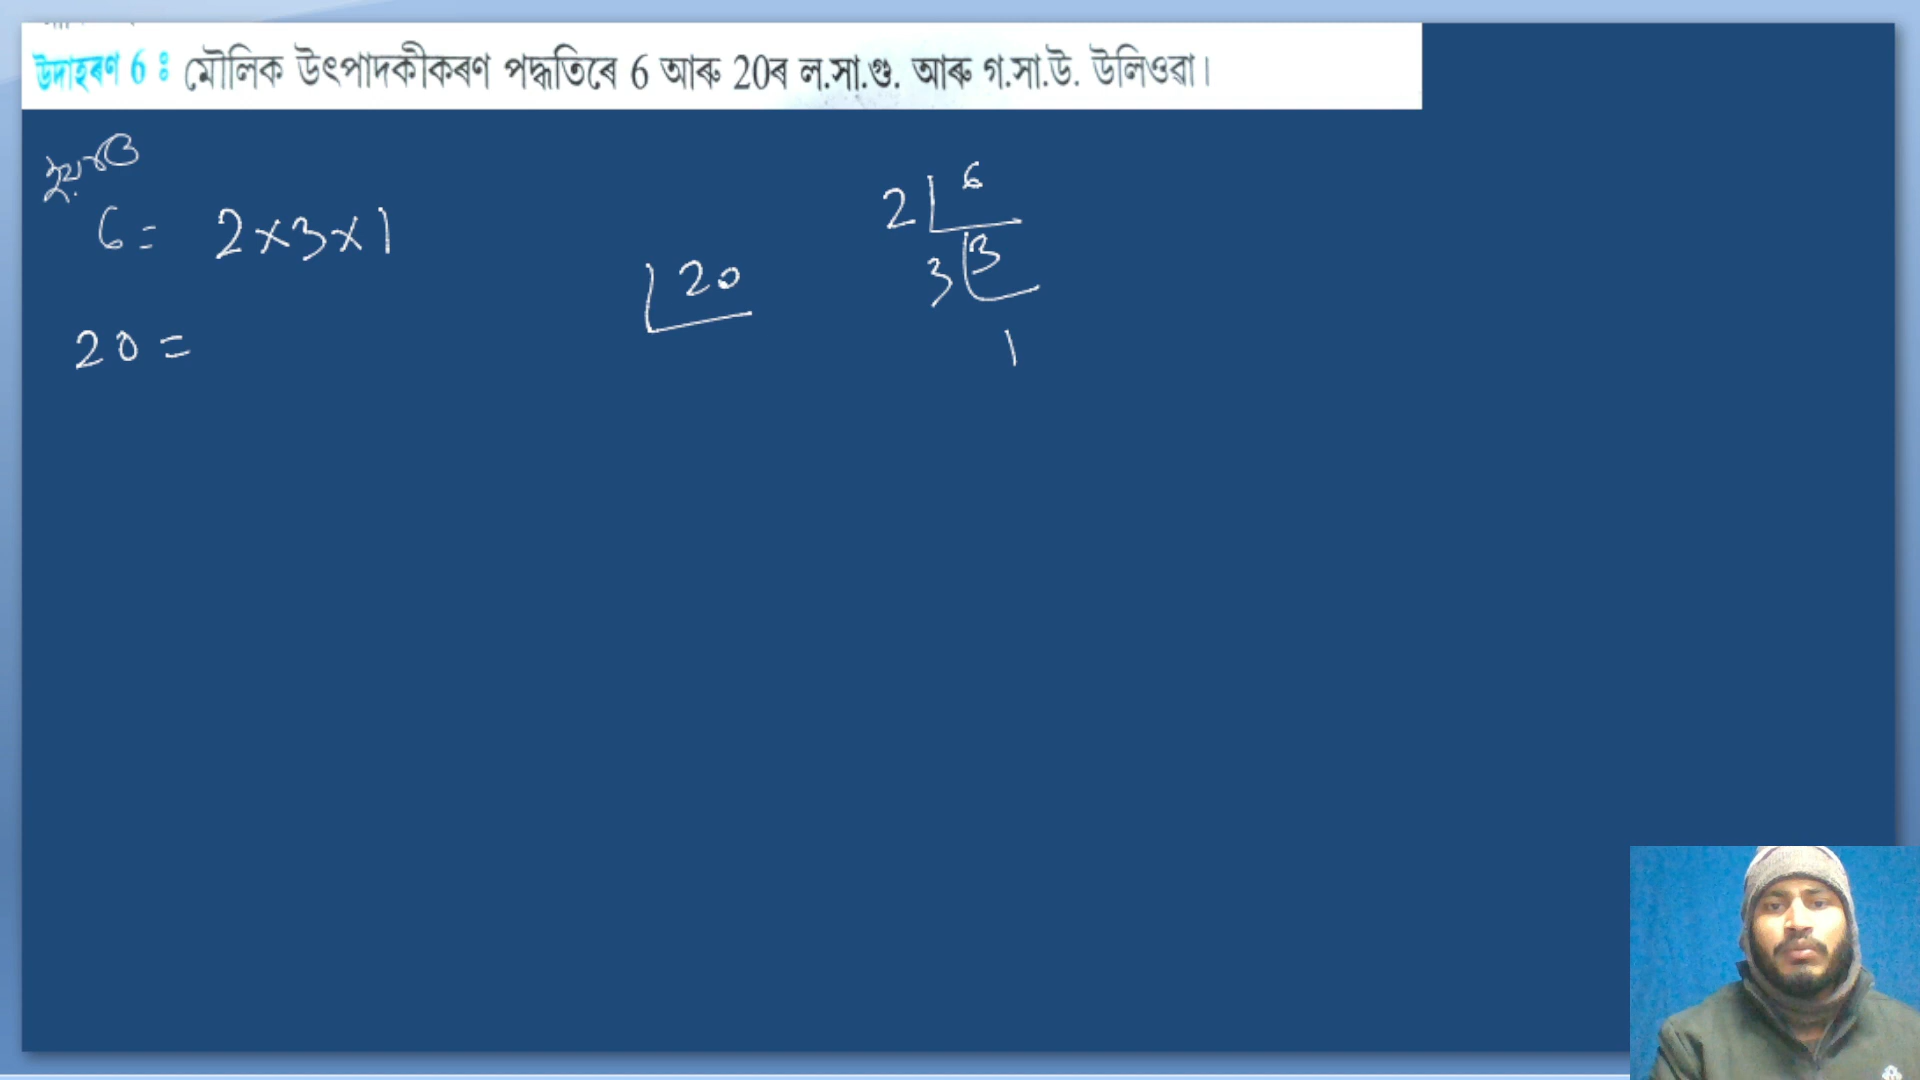 উদাহৰণ 6 : মৌলিক উৎপাদকীকৰণ পদ্ধতিৰে 6 আৰু 20ৰ ল.সা.গু. আৰু গ.সা.উ. উলিওৱা।
6 = 2×3×1
2 6
3 3
1
20
20 =